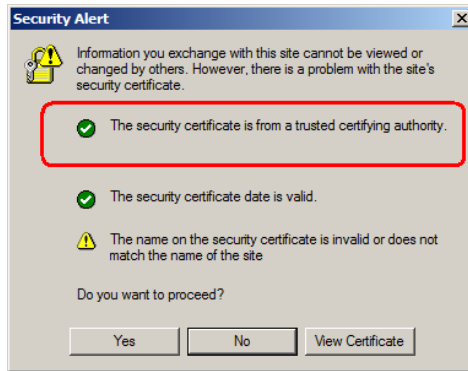 Security Alert
Information you exchange with this site cannot be viewed or
changed by others. However, there is a problem with the site's
security certificate.
The security certificate is from a trusted certifying authority.
The security certificate date is valid.
The name on the security certificate is invalid or does not
match the name of the site
Do you want to proceed?
Yes
No
View Certificate